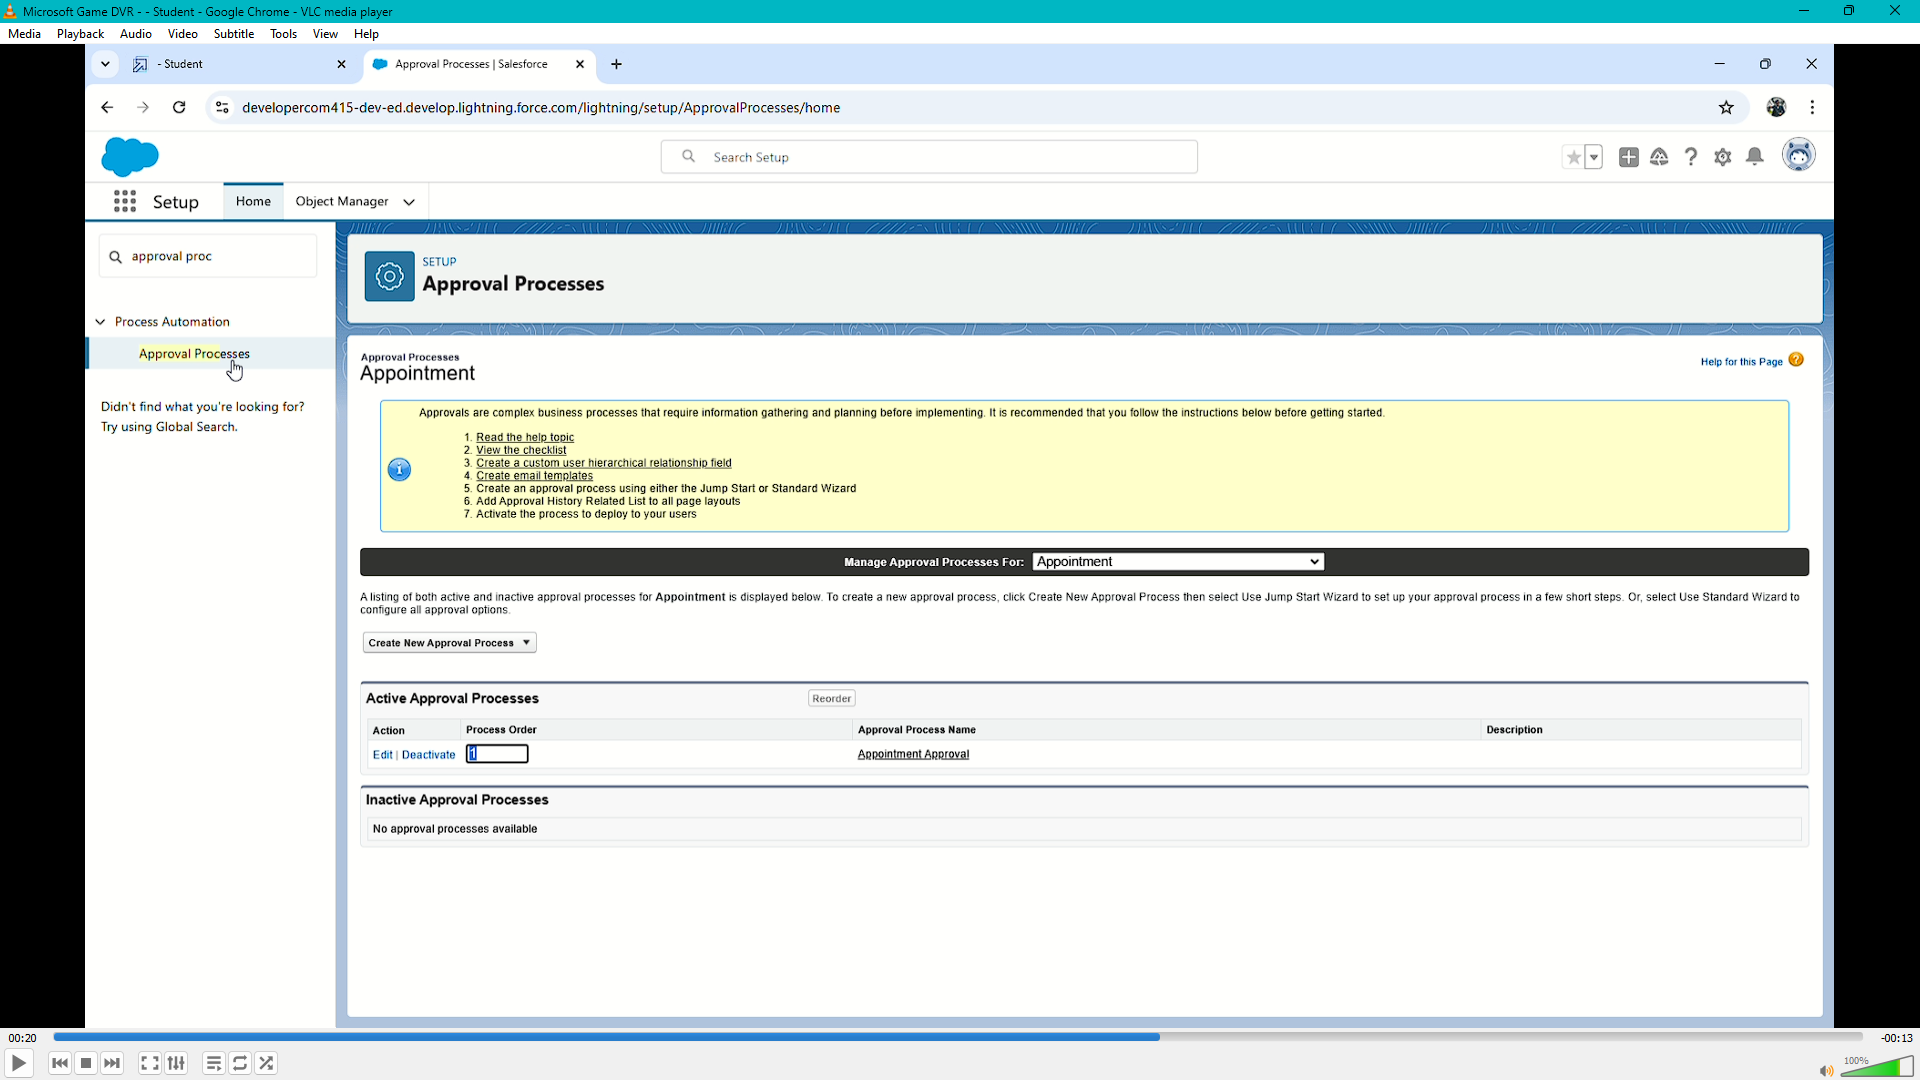 Microsoft Game DVR - - Student - Google Chrome - VLC media player
Media Playback Audio Video Subtitle Tools View Help
- Student
Approval Processes | Salesforce
developercom415-dev-ed.develop.lightning.force.com/lightning/setup/ApprovalProcesses/home
Search Setup
Setup Home Object Manager
approval proc
Process Automation
Approval Processes
Didn't find what you're looking for?
Try using Global Search.
SETUP
Approval Processes
Approval Processes
Appointment
Help for this Page
Approvals are complex business processes that require information gathering and planning before implementing. It is recommended that you follow the instructions below before getting started.
1. Read the help topic
2. View the checklist
3. Create a custom user hierarchical relationship field
4. Create email templates
5. Create an approval process using either the Jump Start or Standard Wizard
6. Add Approval History Related List to all page layouts
7. Activate the process to deploy to your users
Manage Approval Processes For: Appointment
A listing of both active and inactive approval processes for Appointment is displayed below. To create a new approval process, click Create New Approval Process then select Use Jump Start Wizard to set up your approval process in a few short steps. Or, select Use Standard Wizard to
configure all approval options.
Create New Approval Process
Active Approval Processes Reorder
Action Process Order Approval Process Name Description
Edit | Deactivate 1 Appointment Approval
Inactive Approval Processes
No approval processes available
00:20 -00:13
100%